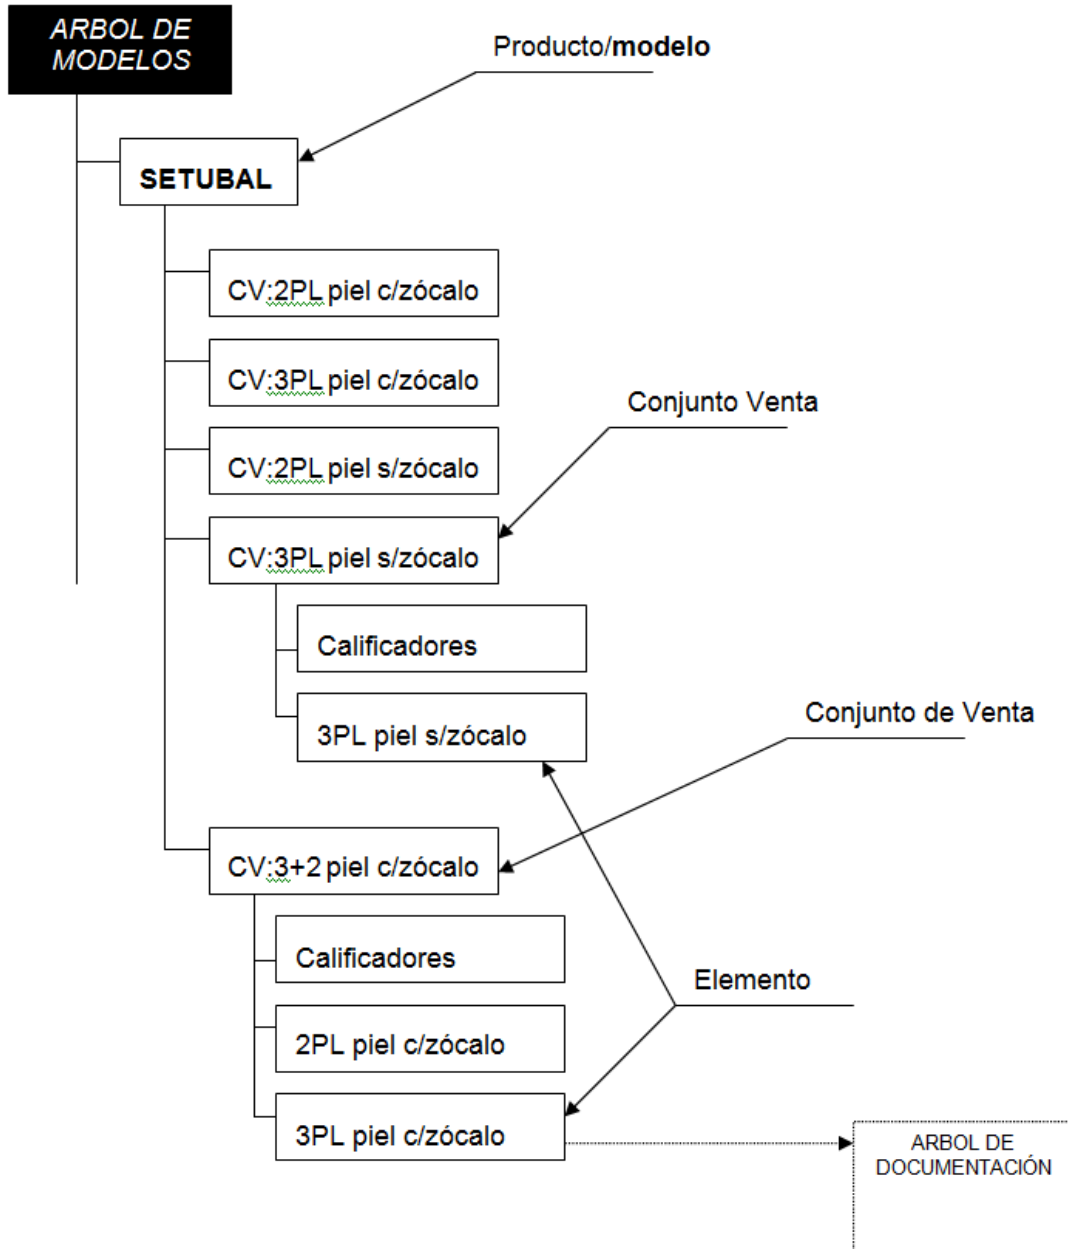 ARBOL DE
MODELOS
Producto/modelo
SETUBAL
CV:2PL piel c/zócalo
CV:3PL piel c/zócalo
Conjunto Venta
CV:2PL piel s/zócalo
CV:3PL piel s/zócalo
Calificadores
3PL piel s/zócalo
Conjunto de Venta
CV:3+2 piel c/zócalo
Calificadores
Elemento
2PL piel c/zócalo
3PL piel c/zócalo
ARBOL DE
DOCUMENTACIÓN